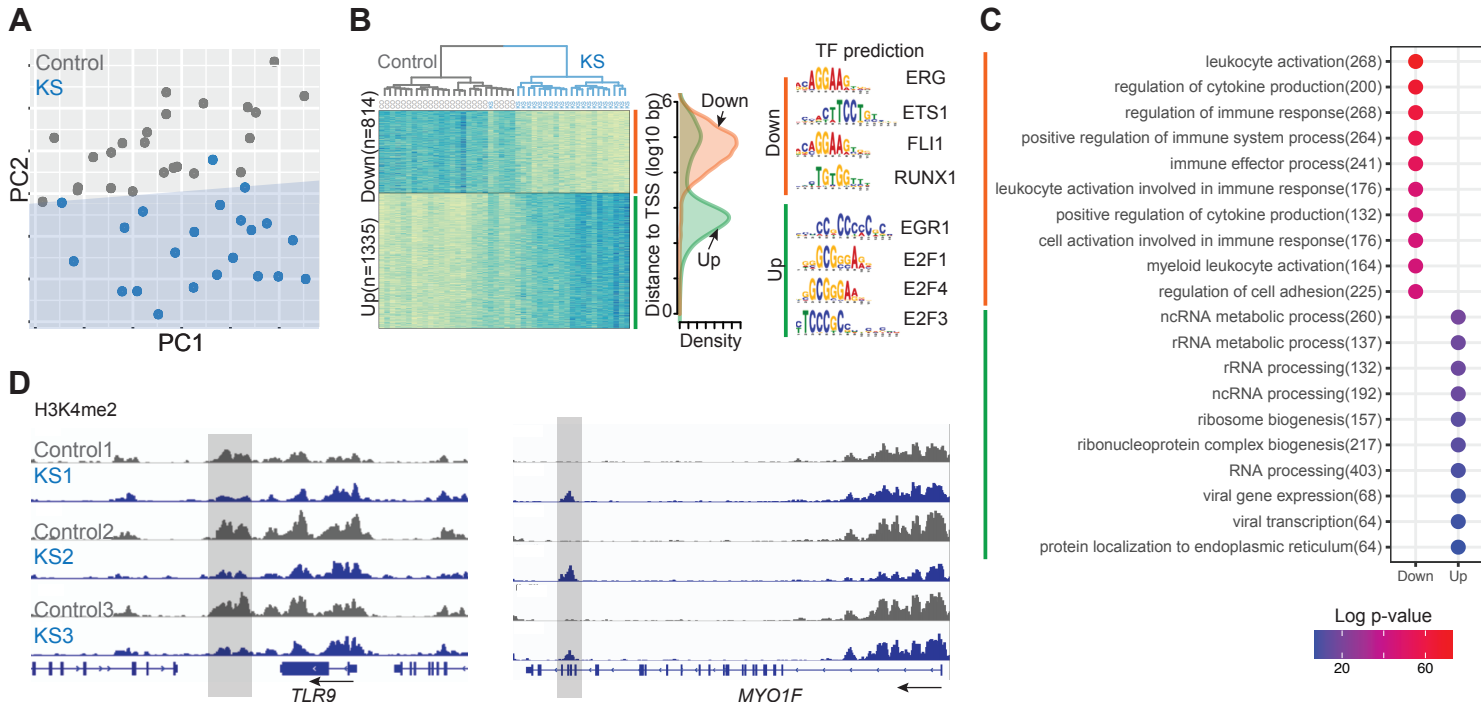 A
Control
KS
PC2
PC1
B
Control
KS
Down(n=814)
Up(n=1335)
Distance to TSS (log10 bp)
6
0
Down
Up
Density
TF prediction
Down
ERG
ETS1
FLI1
RUNX1
Up
EGR1
E2F1
E2F4
E2F3
C
leukocyte activation(268)
regulation of cytokine production(200)
regulation of immune response(268)
positive regulation of immune system process(264)
immune effector process(241)
leukocyte activation involved in immune response(176)
positive regulation of cytokine production(132)
cell activation involved in immune response(176)
myeloid leukocyte activation(164)
regulation of cell adhesion(225)
ncRNA metabolic process(260)
rRNA metabolic process(137)
rRNA processing(132)
ncRNA processing(192)
ribosome biogenesis(157)
ribonucleoprotein complex biogenesis(217)
RNA processing(403)
viral gene expression(68)
viral transcription(64)
protein localization to endoplasmic reticulum(64)
Down Up
Log p-value
20 60
D
H3K4me2
Control1
KS1
Control2
KS2
Control3
KS3
TLR9
MYO1F